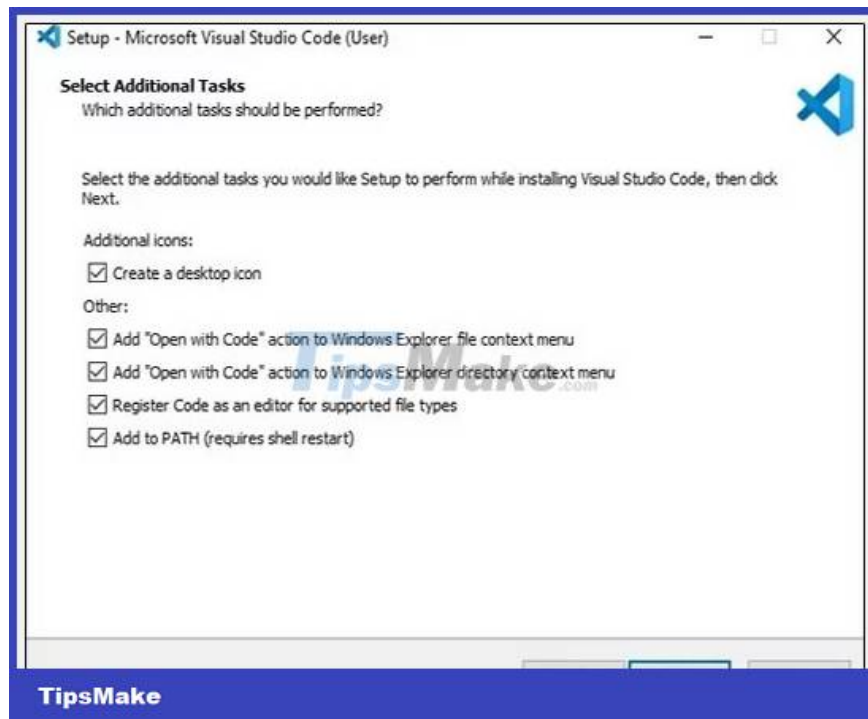 Setup - Microsoft Visual Studio Code (User)
Select Additional Tasks
Which additional tasks should be performed?
Select the additional tasks you would like Setup to perform while installing Visual Studio Code, then click
Next.
Additional icons:
Create a desktop icon
Other:
Add "Open with Code" action to Windows Explorer file context menu
TipsMake.com
Add "Open with Code" action to Windows Explorer directory context menu
Register Code as an editor for supported file types
Add to PATH (requires shell restart)
TipsMake